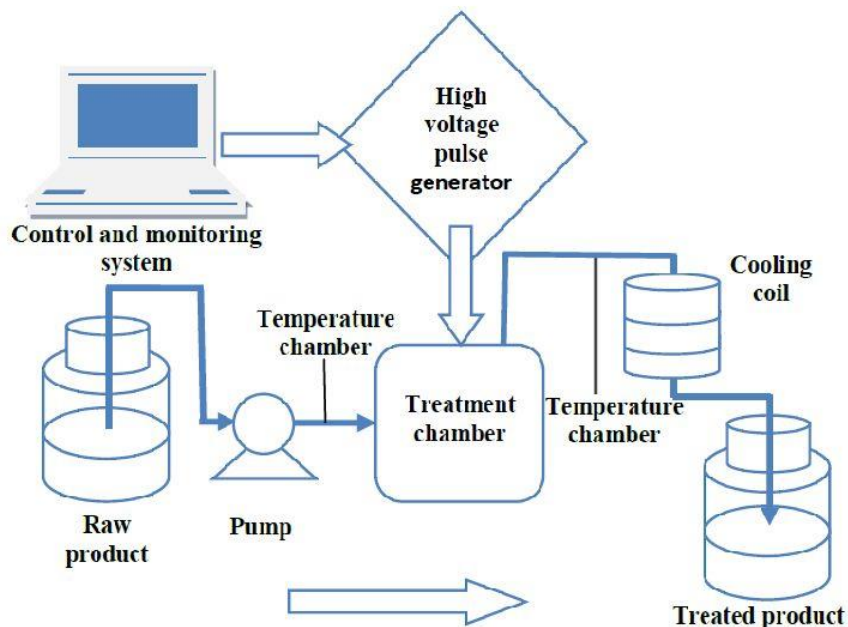 High
voltage
pulse
generator
Control and monitoring
system
Cooling
coil
Temperature
chamber
Treatment
chamber
Temperature
chamber
Raw
product
Pump
Treated product